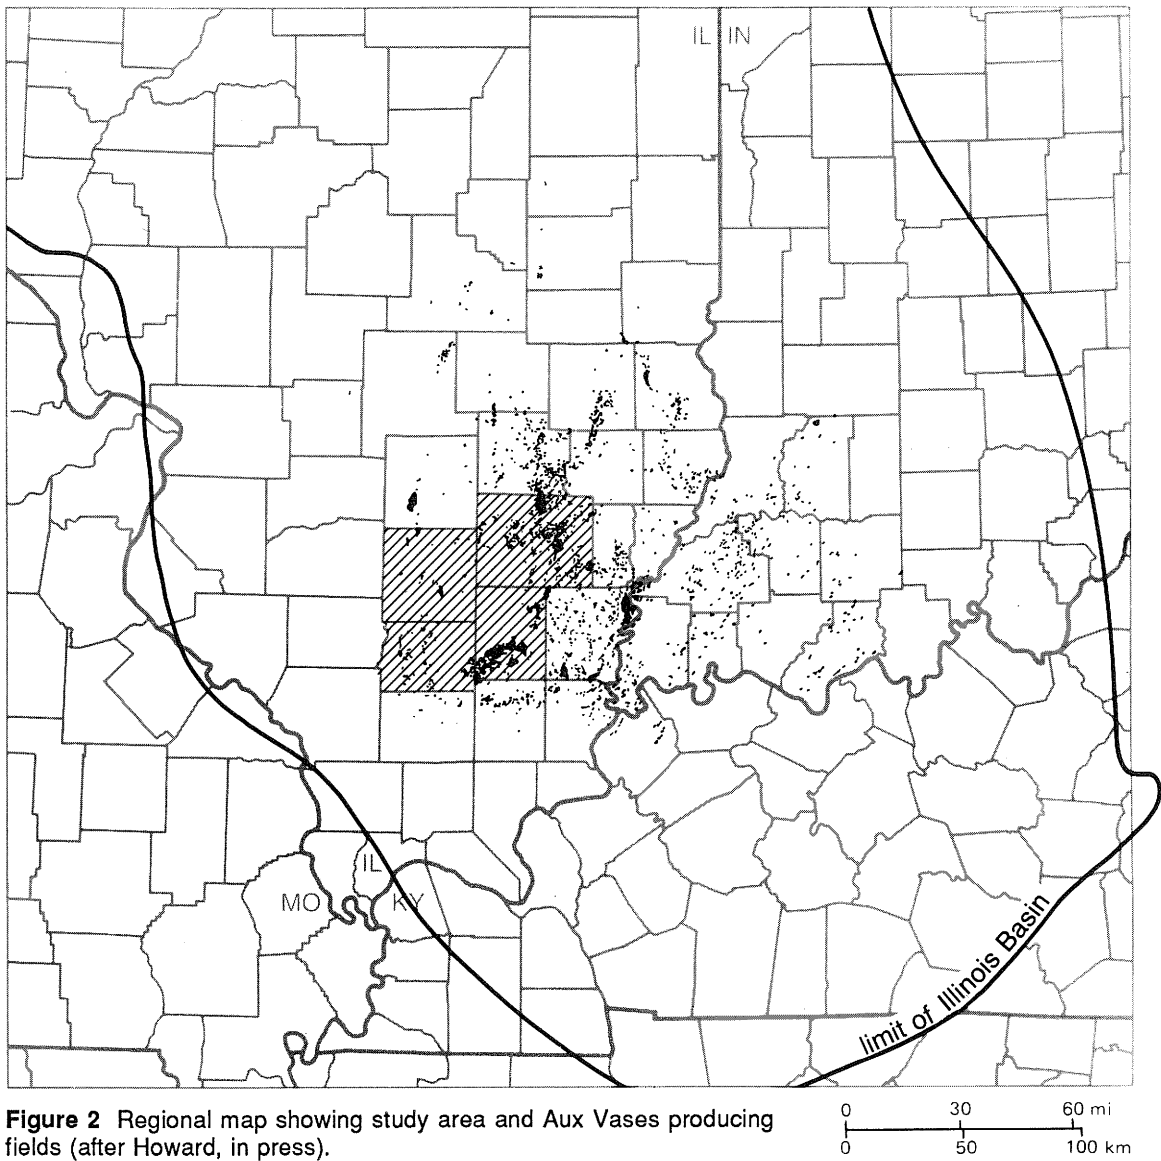 IL IN
IL
MO KY
limit of Illinois Basin
Figure 2 Regional map showing study area and Aux Vases producing
fields (after Howard, in press).
0 30 60 mi
0 50 100 km